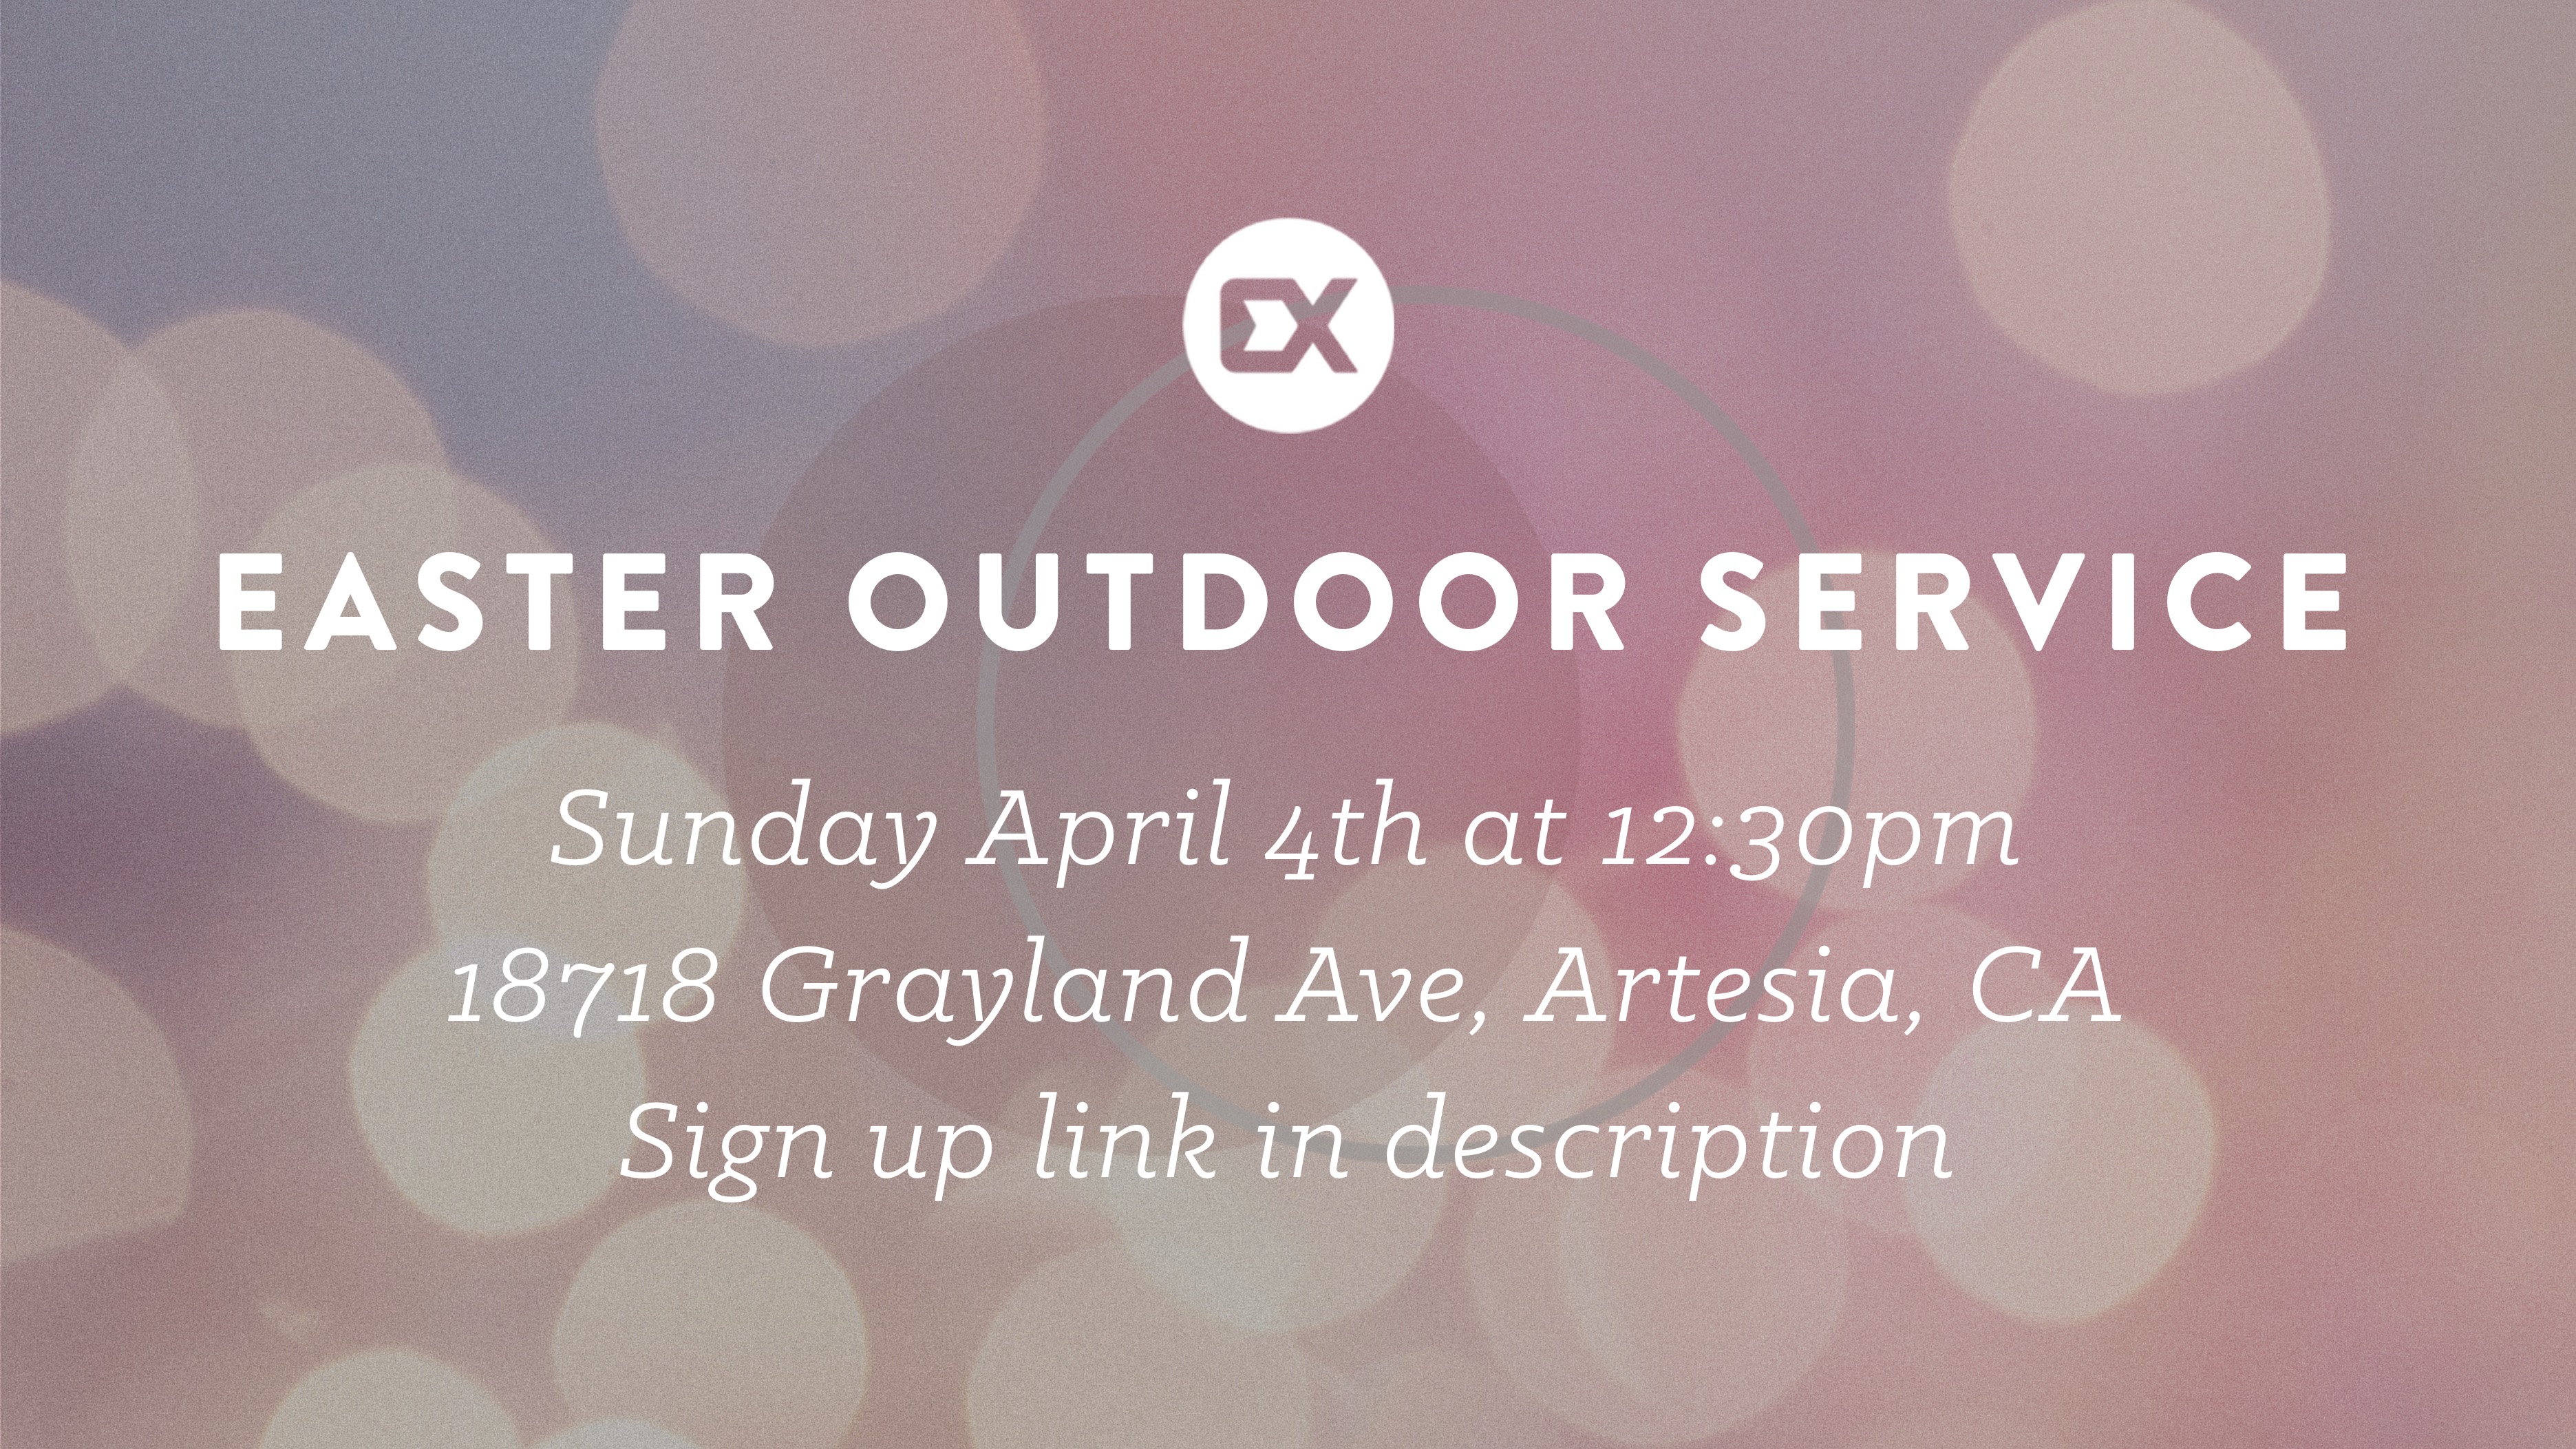 EX
EASTER OUTDOOR SERVICE
Sunday April 4th at 12:30pm
18718 Grayland Ave, Artesia, CA
Sign up link in description